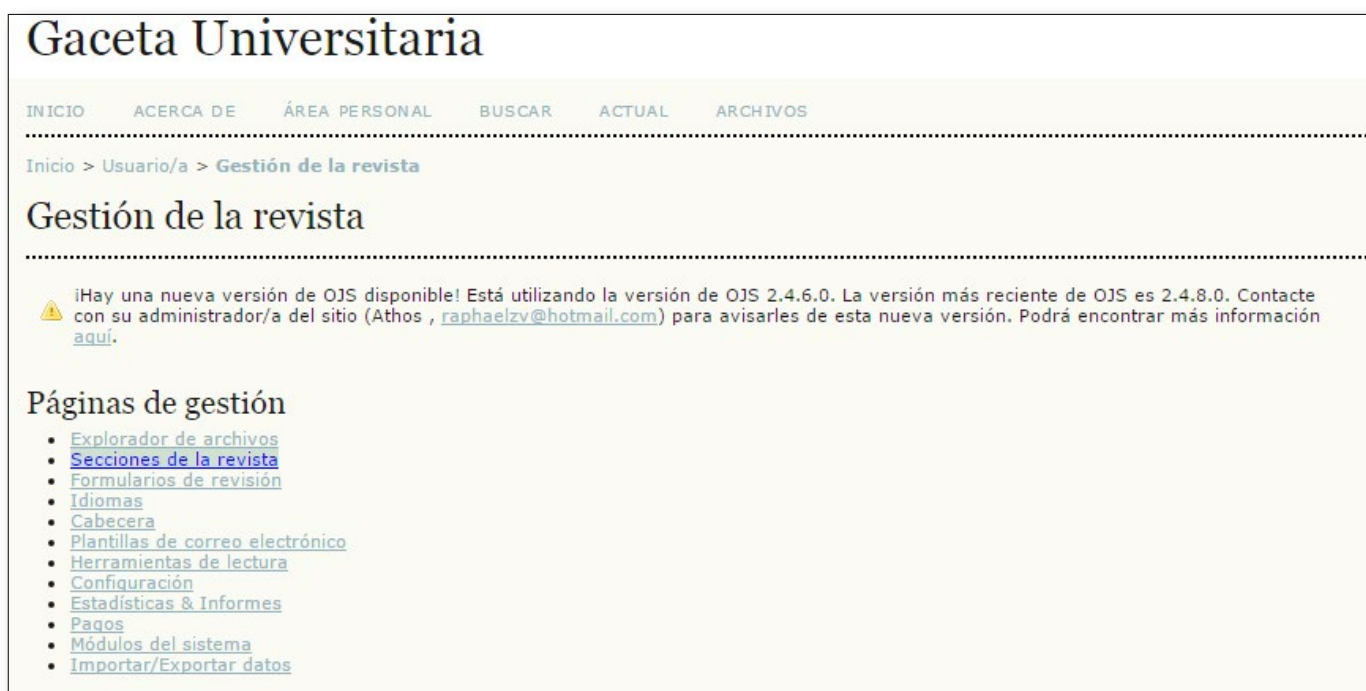 Gaceta Universitaria
INICIO ACERCA DE ÁREA PERSONAL BUSCAR ACTUAL ARCHIVOS
Inicio > Usuario/a > Gestión de la revista
Gestión de la revista
¡Hay una nueva versión de OJS disponible! Está utilizando la versión de OJS 2.4.6.0. La versión más reciente de OJS es 2.4.8.0. Contacte
con su administrador/a del sitio (Athos , raphaelzv@hotmail.com) para avisarles de esta nueva versión. Podrá encontrar más información
aquí.
Páginas de gestión
• Explorador de archivos
• Secciones de la revista
• Formularios de revisión
• Idiomas
• Cabecera
• Plantillas de correo electrónico
• Herramientas de lectura
• Configuración
• Estadísticas & Informes
• Pagos
• Módulos del sistema
• Importar/Exportar datos